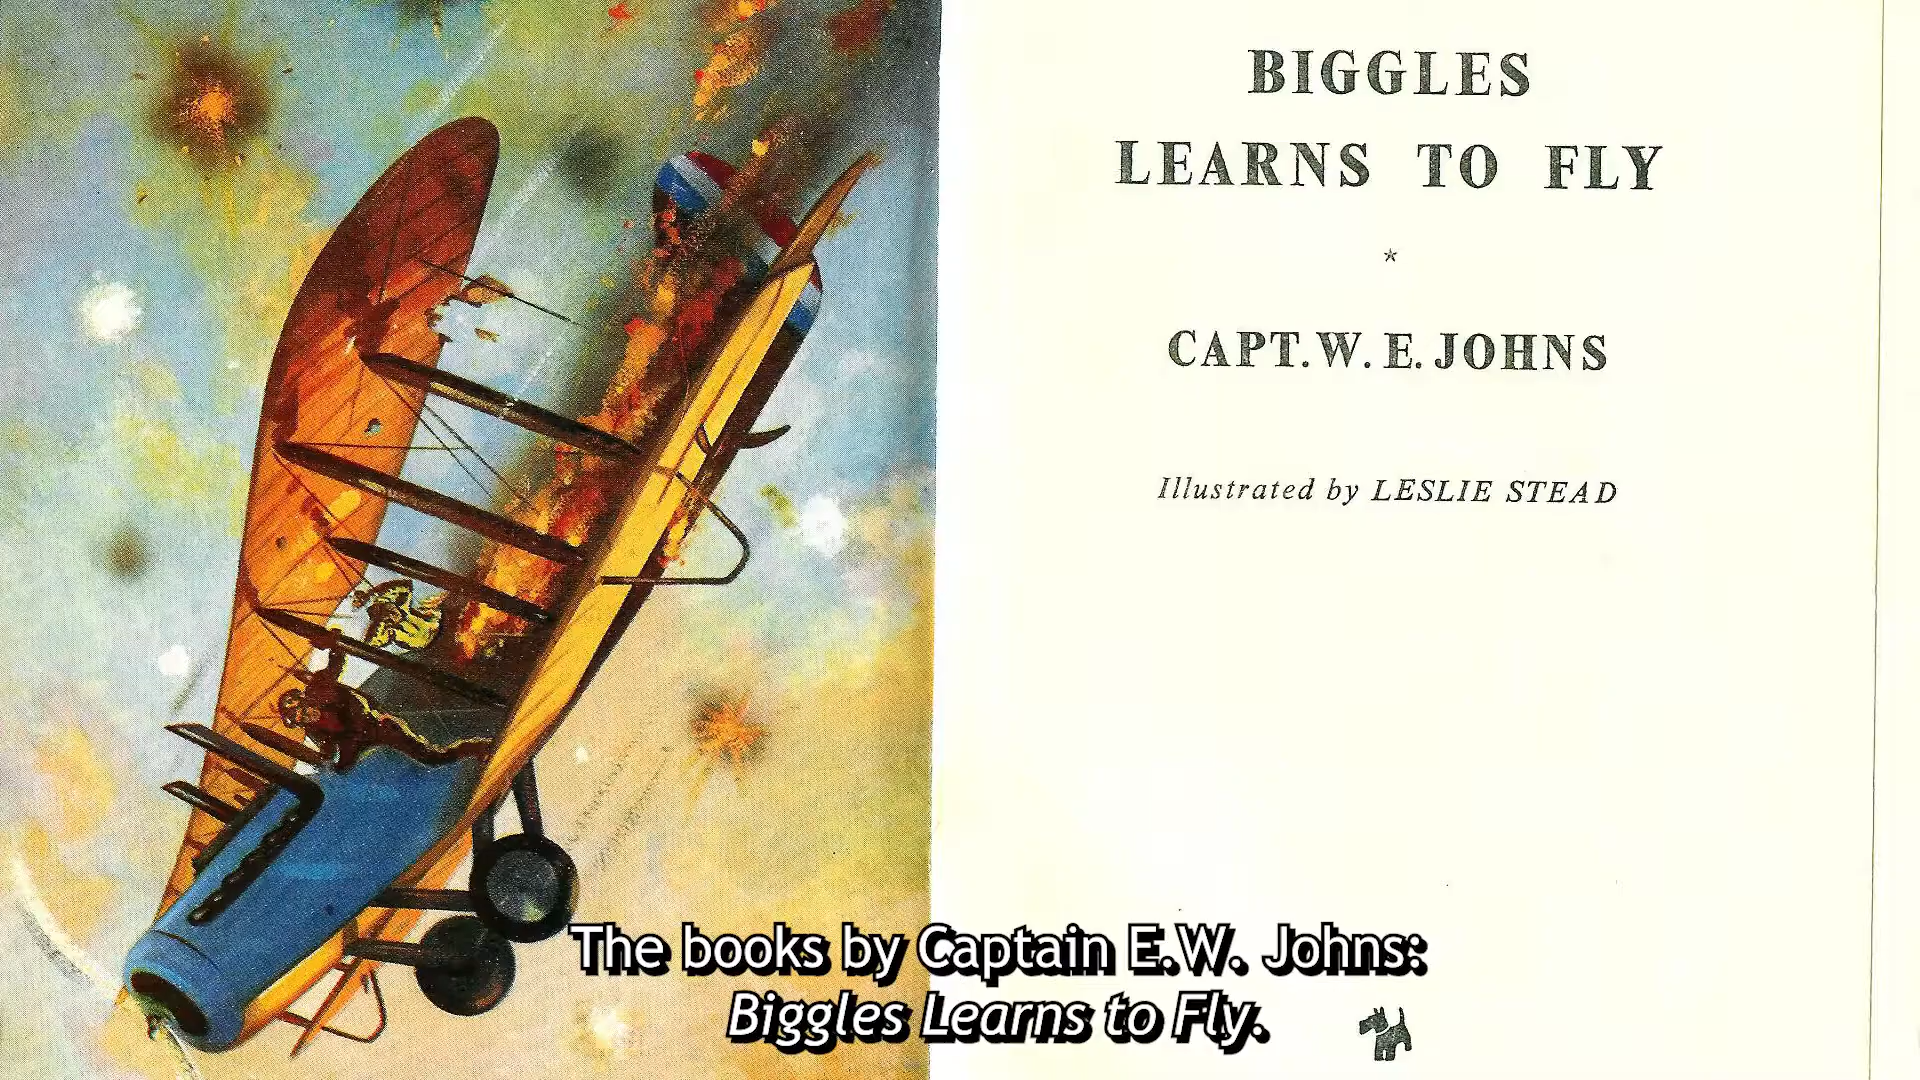 BIGGLES
LEARNS TO FLY
*
CAPT. W. E. JOHNS
Illustrated by LESLIE STEAD
The books by Captain E.W. Johns:
Biggles Learns to Fly.